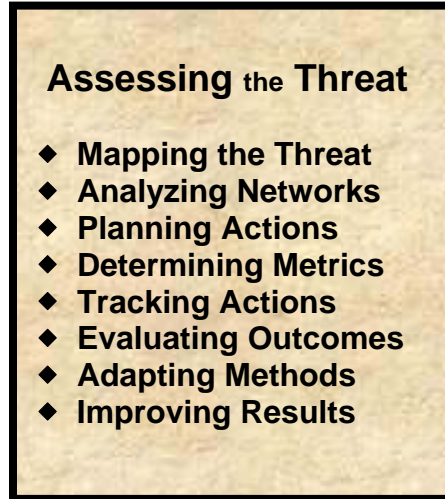 Assessing the Threat
◆ Mapping the Threat
◆ Analyzing Networks
◆ Planning Actions
◆ Determining Metrics
◆ Tracking Actions
◆ Evaluating Outcomes
◆ Adapting Methods
◆ Improving Results